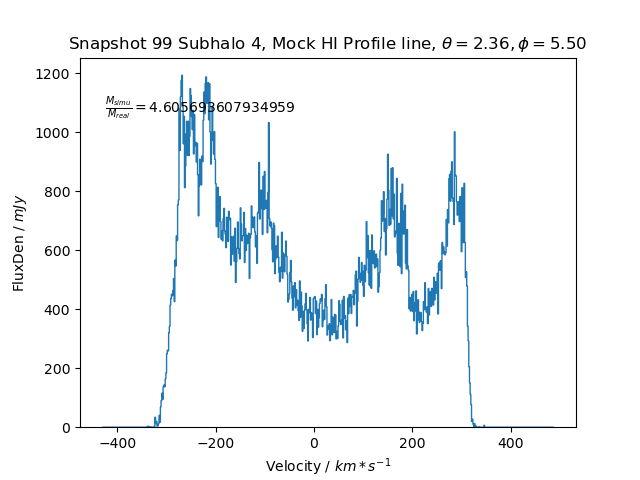 Snapshot 99 Subhalo 4, Mock HI Profile line, θ = 2.36, ϕ = 5.50
M_simu/M_real = 4.605693607934959
1200
1000
800
600
400
200
0
FluxDen / mJy
−400 −200 0 200 400
Velocity / km * s⁻¹